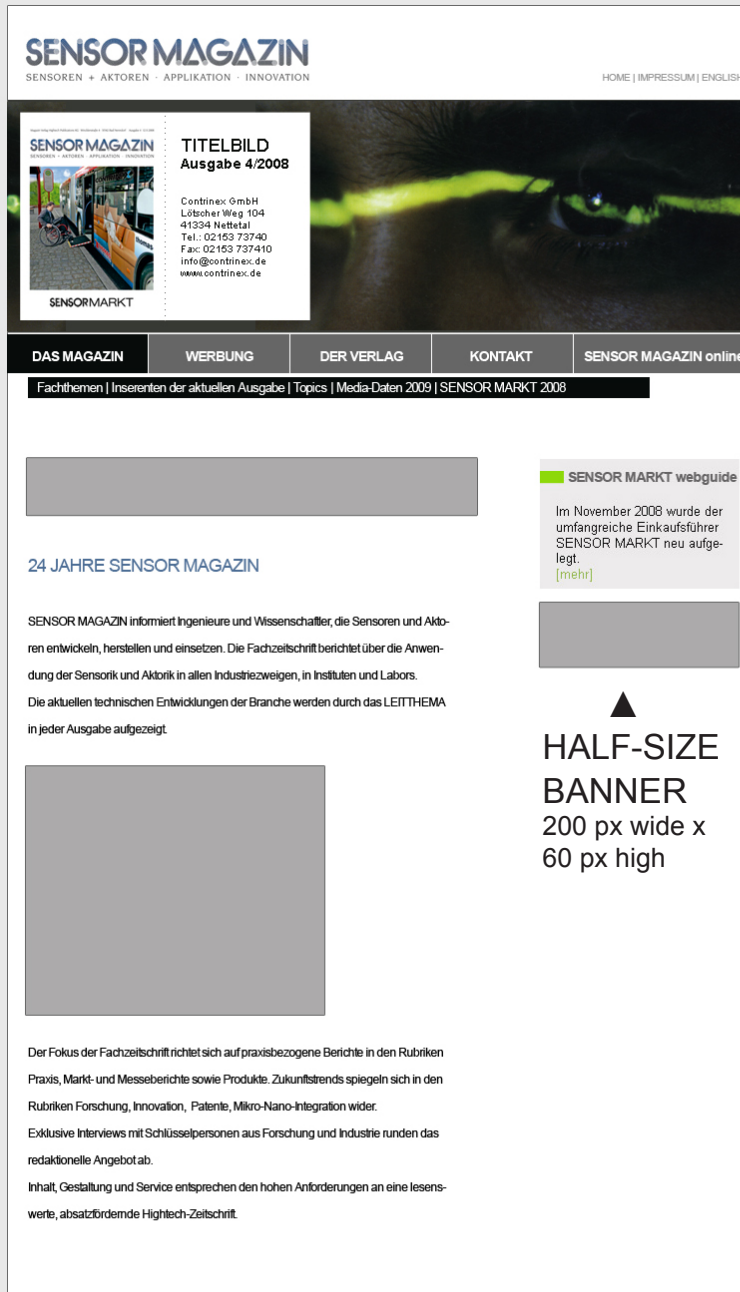 SENSOR MAGAZIN
SENSOREN + AKTOREN · APPLIKATION · INNOVATION
HOME | IMPRESSUM | ENGLISH
SENSOR MAGAZIN
SENSOREN + AKTOREN · APPLIKATION · INNOVATION
SENSORMARKT
TITELBILD
Ausgabe 4/2008
Contrinex GmbH
Lötscher Weg 104
41334 Nettetal
Tel.: 02153 73740
Fax: 02153 737410
info@contrinex.de
www.contrinex.de
DAS MAGAZIN
WERBUNG
DER VERLAG
KONTAKT
SENSOR MAGAZIN online
Fachthemen | Inserenten der aktuellen Ausgabe | Topics | Media-Daten 2009 | SENSOR MARKT 2008
24 JAHRE SENSOR MAGAZIN
SENSOR MAGAZIN informiert Ingenieure und Wissenschaftler, die Sensoren und Akto-
ren entwickeln, herstellen und einsetzen. Die Fachzeitschrift berichtet über die Anwen-
dung der Sensorik und Aktorik in allen Industriezweigen, in Instituten und Labors.
Die aktuellen technischen Entwicklungen der Branche werden durch das LEITTHEMA
in jeder Ausgabe aufgezeigt.
Der Fokus der Fachzeitschrift richtet sich auf praxisbezogene Berichte in den Rubriken
Praxis, Markt- und Messeberichte sowie Produkte. Zukunftstrends spiegeln sich in den
Rubriken Forschung, Innovation, Patente, Mikro-Nano-Integration wider.
Exklusive Interviews mit Schlüsselpersonen aus Forschung und Industrie runden das
redaktionelle Angebot ab.
Inhalt, Gestaltung und Service entsprechen den hohen Anforderungen an eine lesens-
werte, absatzfördernde Hightech-Zeitschrift.
SENSOR MARKT webguide
Im November 2008 wurde der
umfangreiche Einkaufsführer
SENSOR MARKT neu aufge-
legt.
[mehr]
HALF-SIZE
BANNER
200 px wide x
60 px high